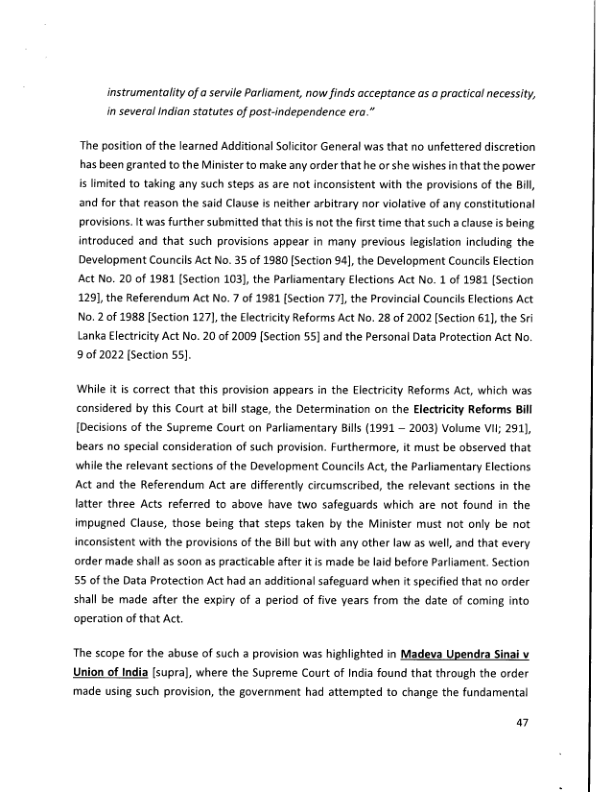 instrumentality of a servile Parliament, now finds acceptance as a practical necessity,
in several Indian statutes of post-independence era."
The position of the learned Additional Solicitor General was that no unfettered discretion
has been granted to the Minister to make any order that he or she wishes in that the power
is limited to taking any such steps as are not inconsistent with the provisions of the Bill,
and for that reason the said Clause is neither arbitrary nor violative of any constitutional
provisions. It was further submitted that this is not the first time that such a clause is being
introduced and that such provisions appear in many previous legislation including the
Development Councils Act No. 35 of 1980 [Section 94], the Development Councils Election
Act No. 20 of 1981 [Section 103], the Parliamentary Elections Act No. 1 of 1981 [Section
129], the Referendum Act No. 7 of 1981 [Section 77], the Provincial Councils Elections Act
No. 2 of 1988 [Section 127], the Electricity Reforms Act No. 28 of 2002 [Section 61], the Sri
Lanka Electricity Act No. 20 of 2009 [Section 55] and the Personal Data Protection Act No.
9 of 2022 [Section 55].
While it is correct that this provision appears in the Electricity Reforms Act, which was
considered by this Court at bill stage, the Determination on the Electricity Reforms Bill
[Decisions of the Supreme Court on Parliamentary Bills (1991 – 2003) Volume VII; 291],
bears no special consideration of such provision. Furthermore, it must be observed that
while the relevant sections of the Development Councils Act, the Parliamentary Elections
Act and the Referendum Act are differently circumscribed, the relevant sections in the
latter three Acts referred to above have two safeguards which are not found in the
impugned Clause, those being that steps taken by the Minister must not only be not
inconsistent with the provisions of the Bill but with any other law as well, and that every
order made shall as soon as practicable after it is made be laid before Parliament. Section
55 of the Data Protection Act had an additional safeguard when it specified that no order
shall be made after the expiry of a period of five years from the date of coming into
operation of that Act.
The scope for the abuse of such a provision was highlighted in Madeva Upendra Sinai v
Union of India [supra], where the Supreme Court of India found that through the order
made using such provision, the government had attempted to change the fundamental
47